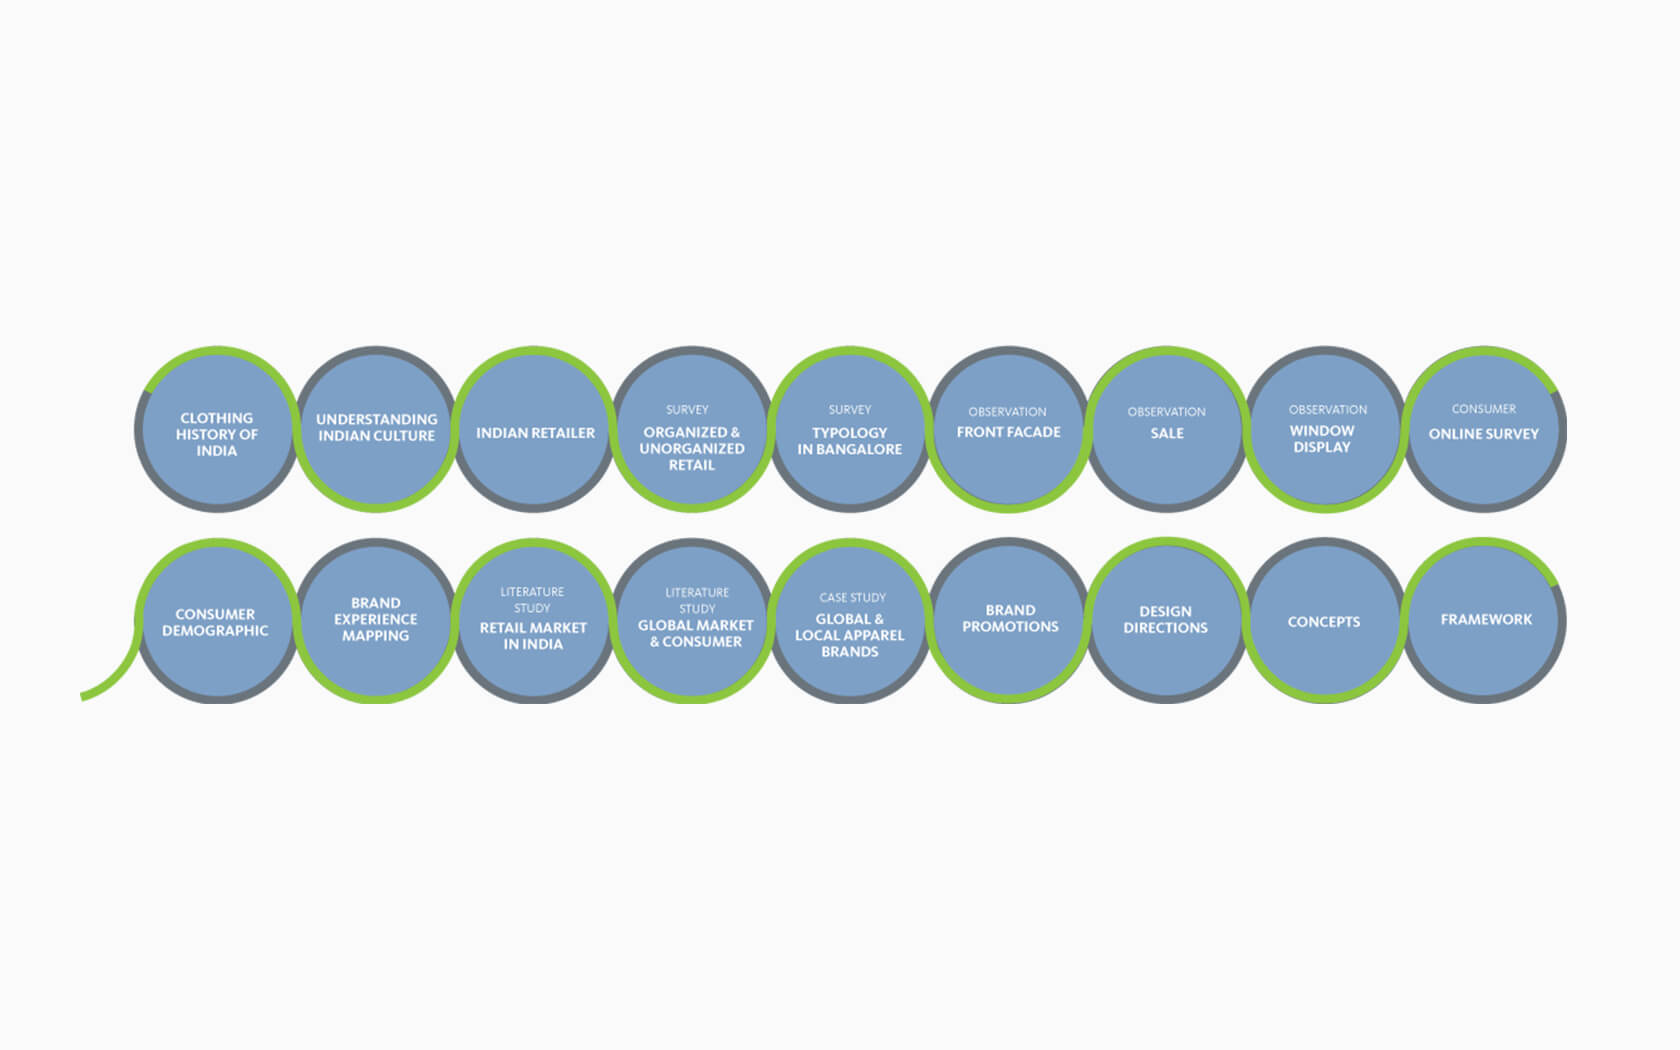 CLOTHING
HISTORY OF
INDIA
UNDERSTANDING
INDIAN CULTURE
INDIAN RETAILER
SURVEY
ORGANIZED &
UNORGANIZED
RETAIL
SURVEY
TYPOLOGY
IN BANGALORE
OBSERVATION
FRONT FACADE
OBSERVATION
SALE
OBSERVATION
WINDOW
DISPLAY
CONSUMER
ONLINE SURVEY
CONSUMER
DEMOGRAPHIC
BRAND
EXPERIENCE
MAPPING
LITERATURE
STUDY
RETAIL MARKET
IN INDIA
LITERATURE
STUDY
GLOBAL MARKET
& CONSUMER
CASE STUDY
GLOBAL &
LOCAL APPAREL
BRANDS
BRAND
PROMOTIONS
DESIGN
DIRECTIONS
CONCEPTS
FRAMEWORK